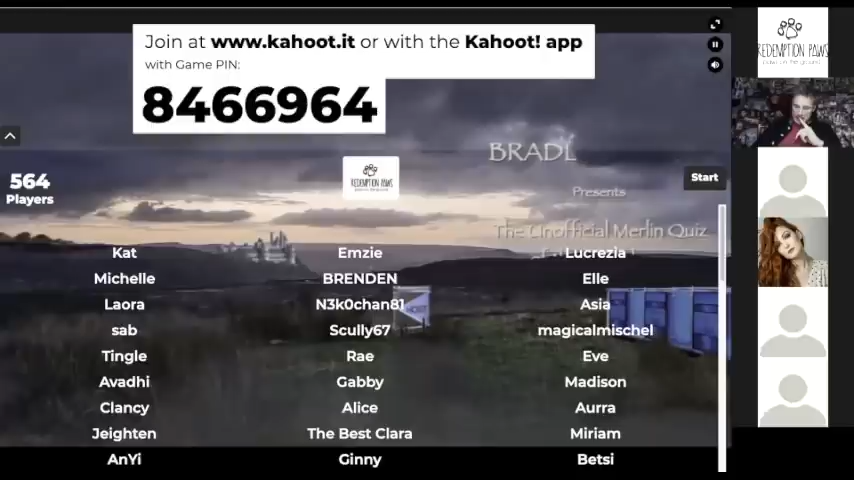 Join at www.kahoot.it or with the Kahoot! app
with Game PIN:
8466964
REDEMPTION PAWS
BRADL
564
Players
REDEMPTION PAWS
Start
Presents
The Unofficial Merlin Quiz
Kat Emzie Lucrezia
Michelle BRENDEN Elle
Laora N3k0chan81 Asia
sab Scully67 magicalmischel
Tingle Rae Eve
Avadhi Gabby Madison
Clancy Alice Aurra
Jeighten The Best Clara Miriam
AnYi Ginny Betsi